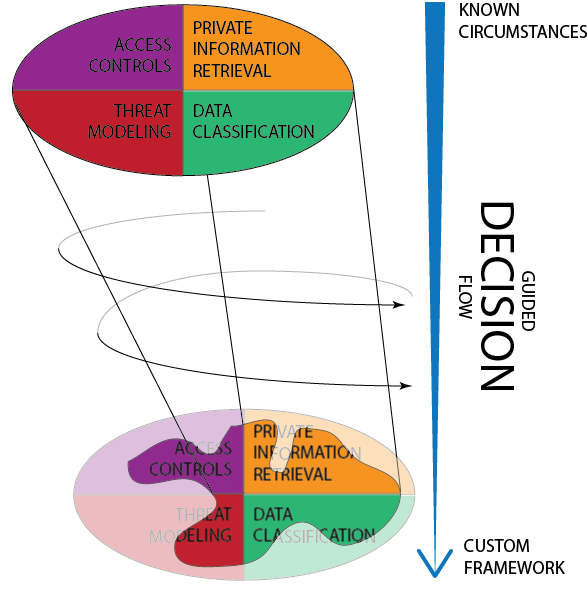 ACCESS
CONTROLS
PRIVATE
INFORMATION
RETRIEVAL
THREAT
MODELING
DATA
CLASSIFICATION
KNOWN
CIRCUMSTANCES
GUIDED
DECISION
FLOW
ACCESS
CONTROLS
PRIVATE
INFORMATION
RETRIEVAL
THREAT
MODELING
DATA
CLASSIFICATION
CUSTOM
FRAMEWORK